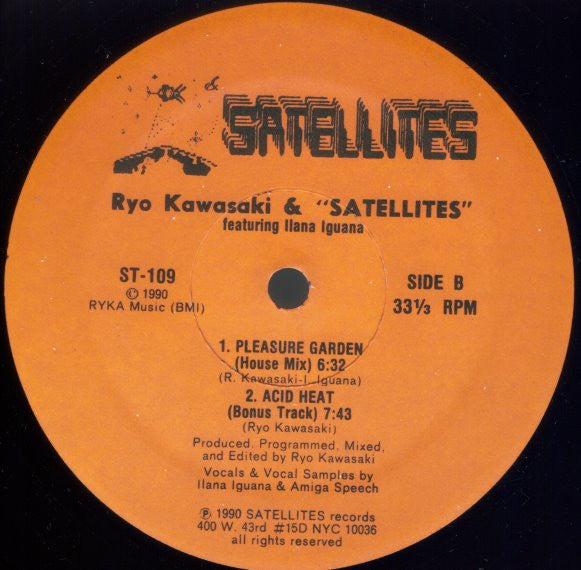 &
SATELLITES
Ryo Kawasaki & "SATELLITES"
featuring Ilana Iguana
ST-109
© 1990
RYKA Music (BMI)
SIDE B
33⅓ RPM
1. PLEASURE GARDEN
(House Mix) 6:32
(R. Kawasaki-I. Iguana)
2. ACID HEAT
(Bonus Track) 7:43
(Ryo Kawasaki)
Produced, Programmed, Mixed,
and Edited by Ryo Kawasaki
Vocals & Vocal Samples by
Ilana Iguana & Amiga Speech
℗ 1990 SATELLITES records
400 W. 43rd #15D NYC 10036
all rights reserved